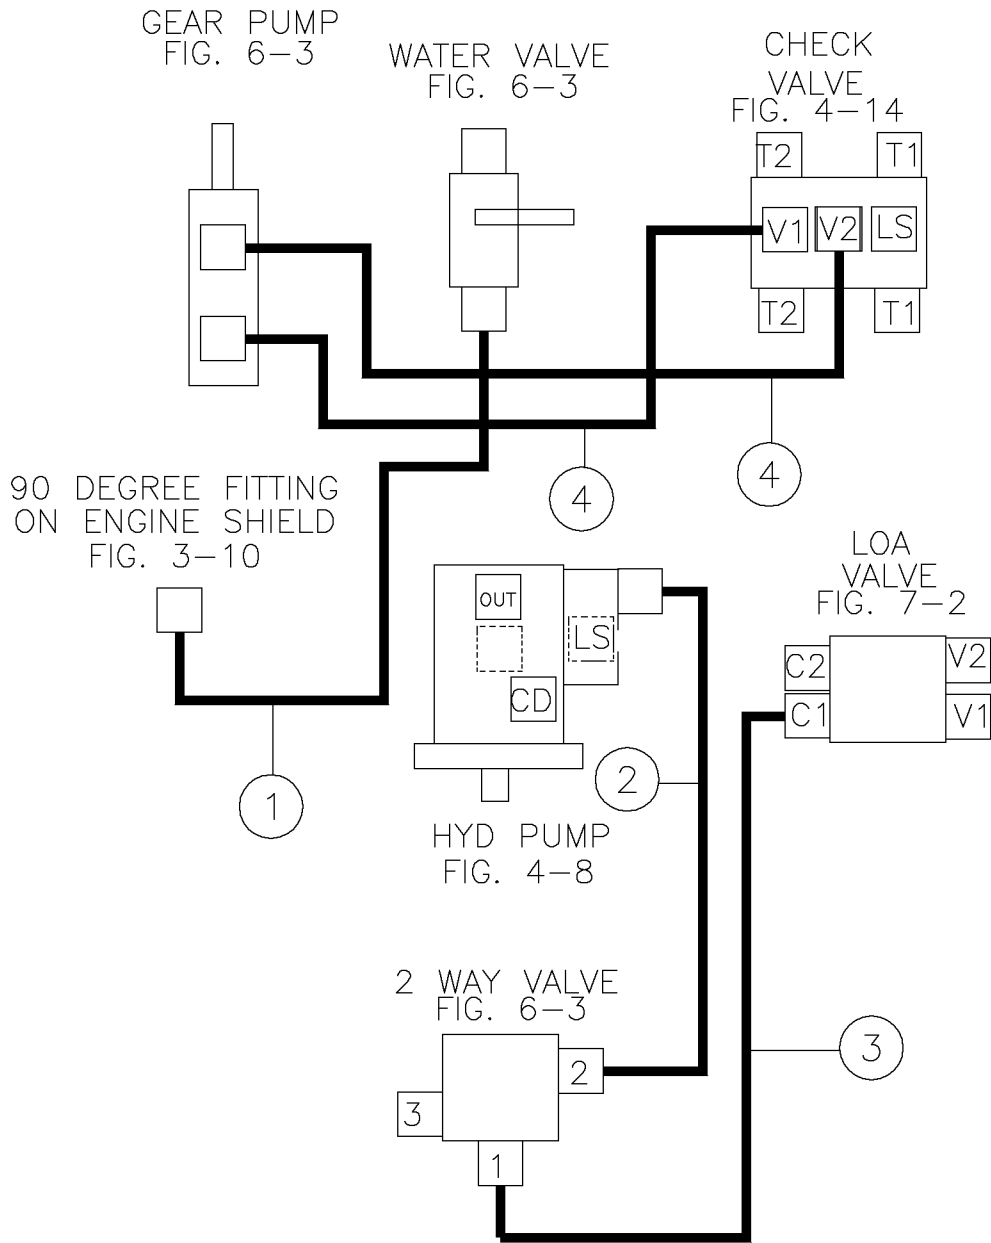 GEAR PUMP
FIG. 6-3
WATER VALVE
FIG. 6-3
CHECK
VALVE
FIG. 4-14
T2
T1
V1
V2
LS
T2
T1
4
4
90 DEGREE FITTING
ON ENGINE SHIELD
FIG. 3-10
1
OUT
LS
CD
HYD PUMP
FIG. 4-8
2
LOA
VALVE
FIG. 7-2
C2
V2
C1
V1
2 WAY VALVE
FIG. 6-3
2
3
1
3